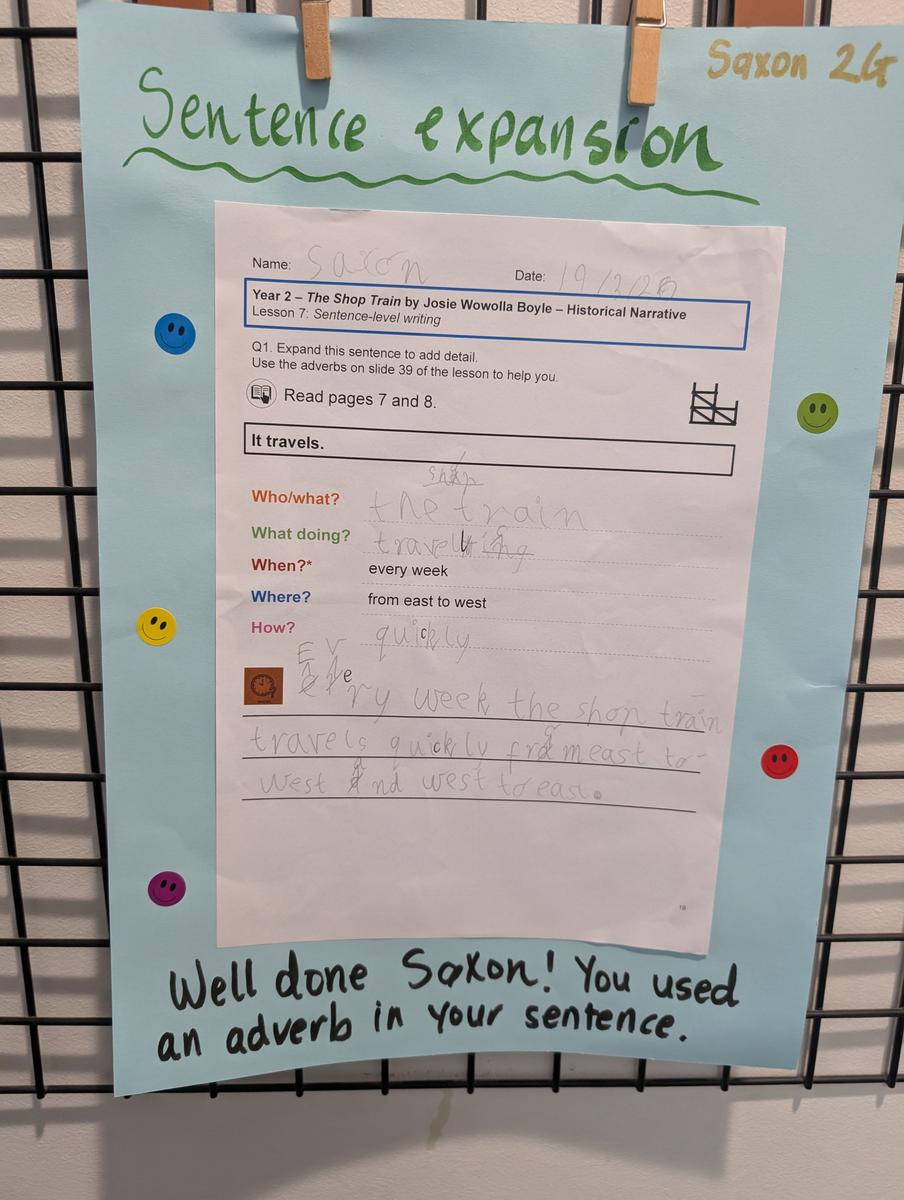 Saxon 2G
Sentence expansion
Name: Saxon Date: 19/2/26
Year 2 – The Shop Train by Josie Wowolla Boyle – Historical Narrative
Lesson 7: Sentence-level writing
Q1. Expand this sentence to add detail.
Use the adverbs on slide 39 of the lesson to help you.
Read pages 7 and 8.
It travels.
shop
Who/what? the train
What doing? travels
When?* every week
Where? from east to west
How? quickly
Every week the shop train
travels quickly from east to
west and west to east.
18
Well done Saxon! You used
an adverb in your sentence.